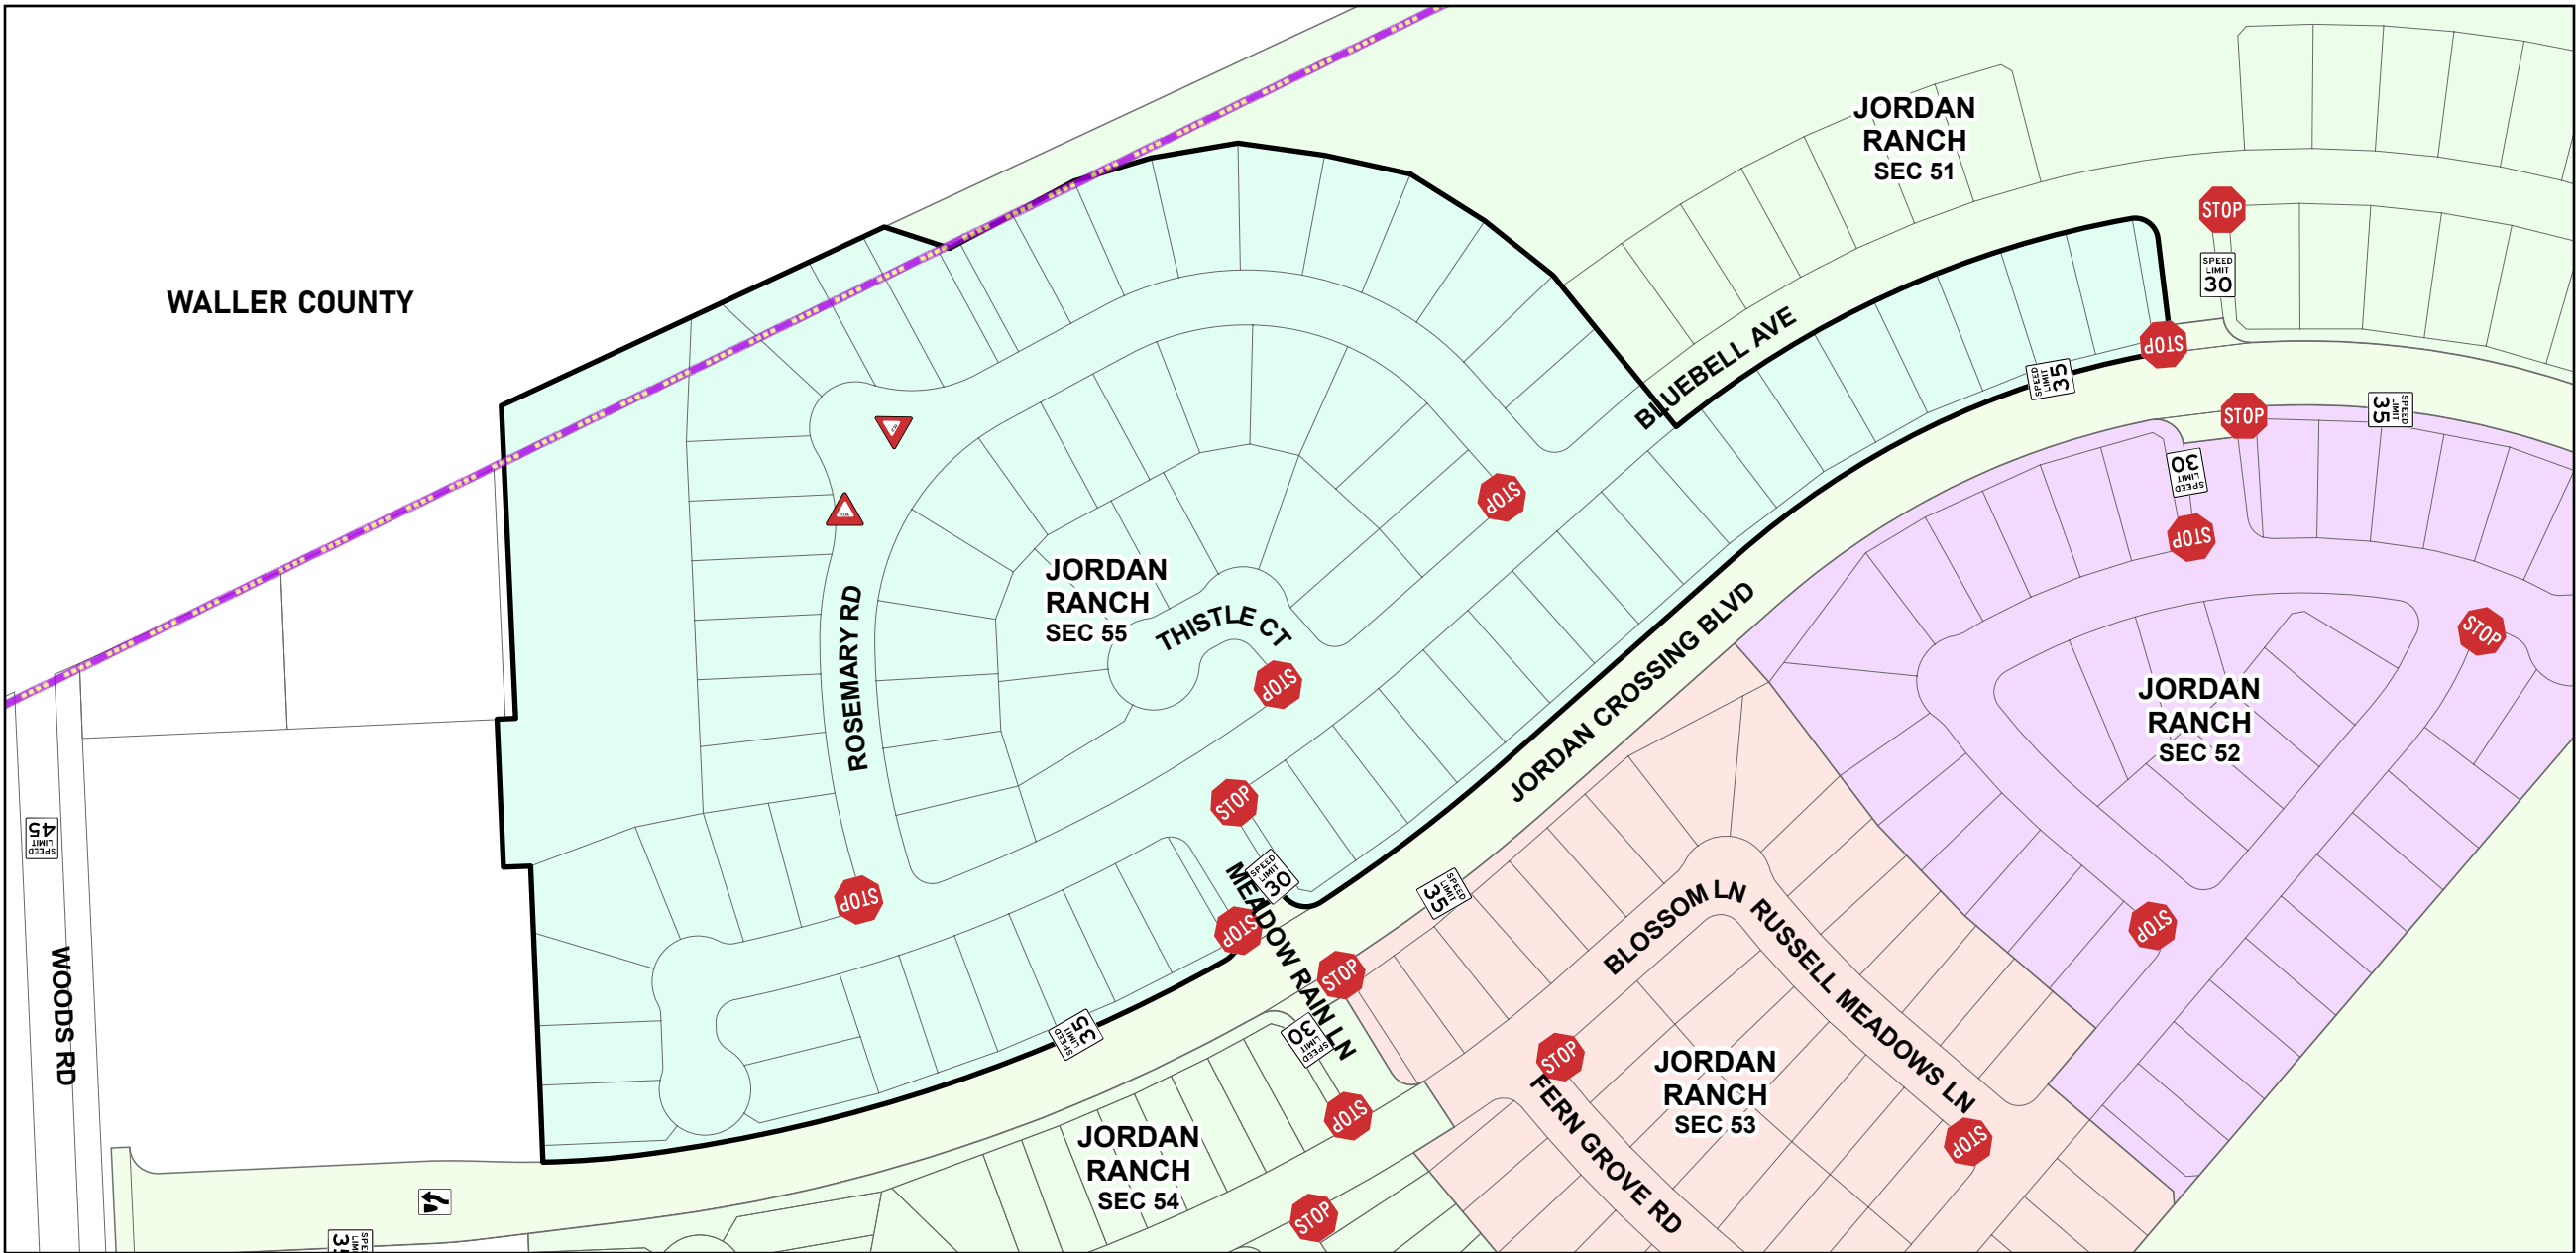 JORDAN
RANCH
SEC 51
STOP
SPEED
LIMIT
30
WALLER COUNTY
BLUEBELL AVE
STOP
SPEED
LIMIT
35
STOP
SPEED
LIMIT
35
SPEED
LIMIT
30
STOP
STOP
JORDAN
RANCH
SEC 55
THISTLE CT
ROSEMARY RD
STOP
STOP
JORDAN CROSSING BLVD
JORDAN
RANCH
SEC 52
STOP
STOP
SPEED
LIMIT
45
SPEED
LIMIT
30
MEADOW RAIN LN
STOP
STOP
SPEED
LIMIT
35
BLOSSOM LN
RUSSELL MEADOWS LN
STOP
WOODS RD
STOP
SPEED
LIMIT
35
SPEED
LIMIT
30
STOP
STOP
JORDAN
RANCH
SEC 53
FERN GROVE RD
STOP
JORDAN
RANCH
SEC 54
STOP